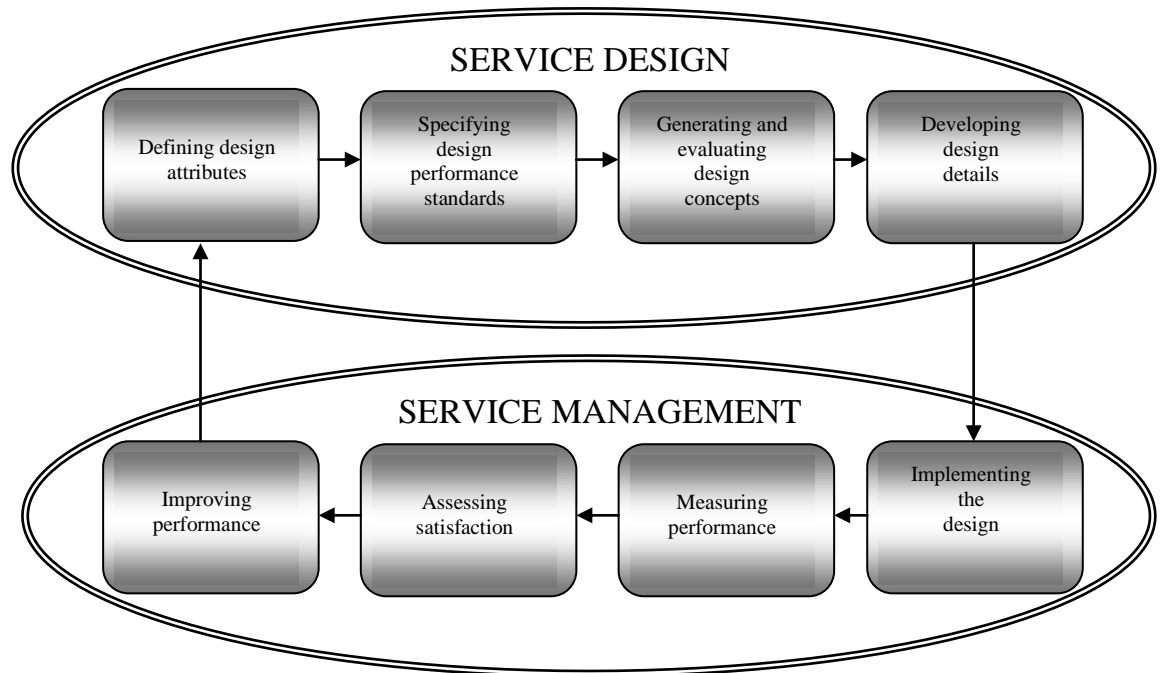 SERVICE DESIGN
Defining design
attributes
Specifying
design
performance
standards
Generating and
evaluating
design
concepts
Developing
design
details
SERVICE MANAGEMENT
Improving
performance
Assessing
satisfaction
Measuring
performance
Implementing
the
design